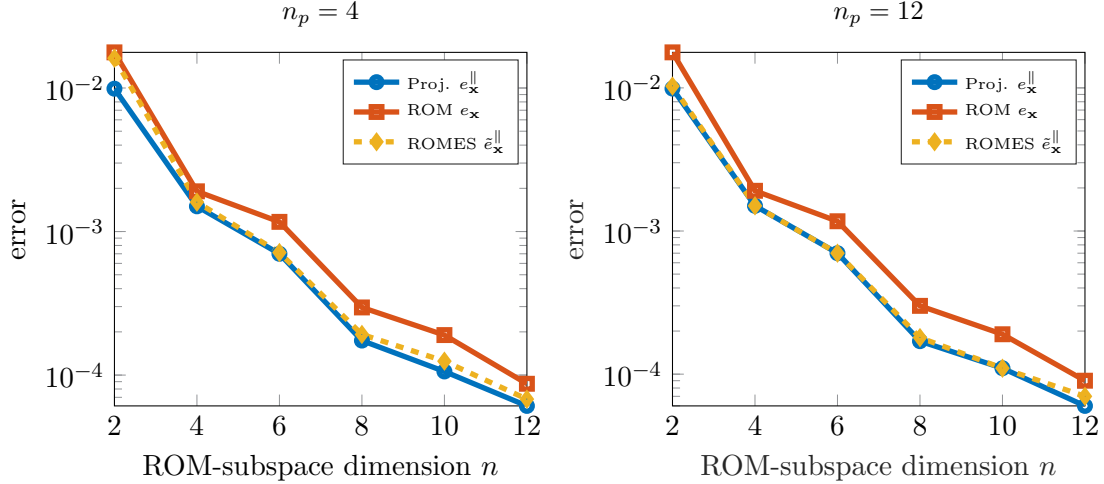 n_p = 4
10^{-2}
10^{-3}
10^{-4}
error
2 4 6 8 10 12
ROM-subspace dimension n
Proj. e_x^∥
ROM e_x
ROMES ẽ_x^∥
n_p = 12
10^{-2}
10^{-3}
10^{-4}
error
2 4 6 8 10 12
ROM-subspace dimension n
Proj. e_x^∥
ROM e_x
ROMES ẽ_x^∥